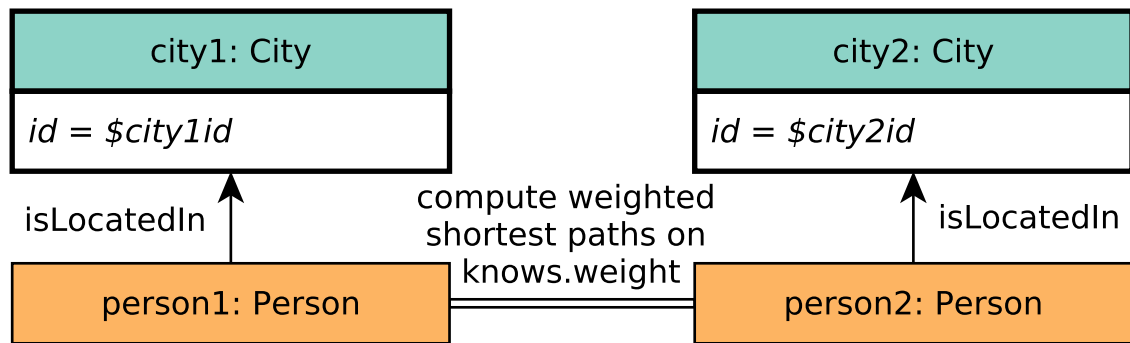 city1: City
id = $city1id
city2: City
id = $city2id
isLocatedIn
compute weighted
shortest paths on
knows.weight
isLocatedIn
person1: Person
person2: Person